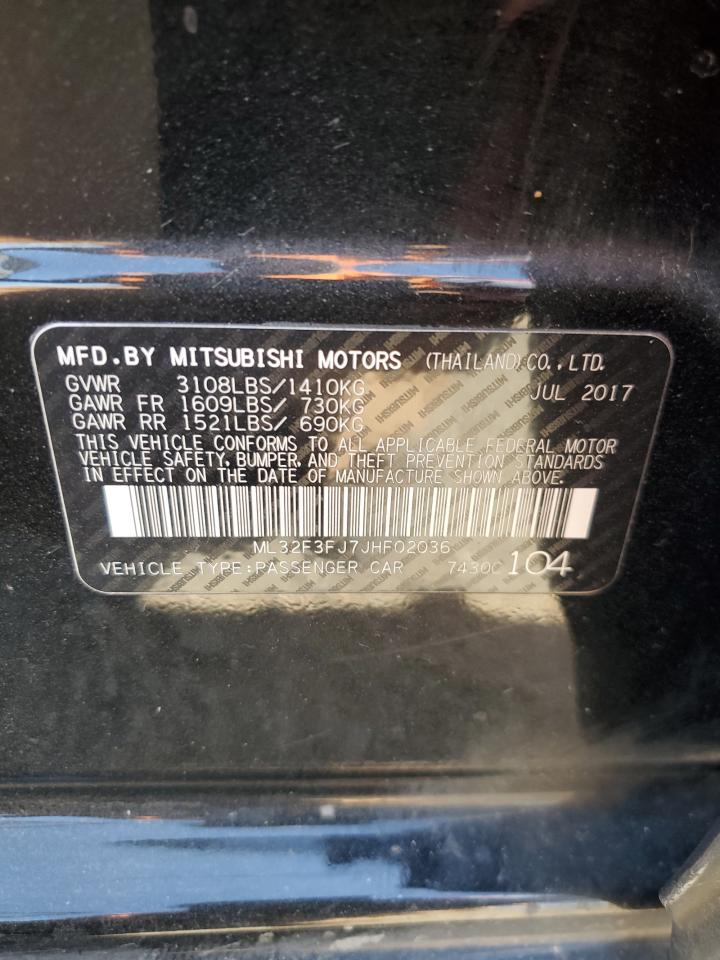 MFD.BY MITSUBISHI MOTORS (THAILAND)CO.,LTD.
GVWR 3108LBS/1410KG JUL 2017
GAWR FR 1609LBS/ 730KG
GAWR RR 1521LBS/ 690KG
THIS VEHICLE CONFORMS TO ALL APPLICABLE FEDERAL MOTOR
VEHICLE SAFETY, BUMPER, AND THEFT PREVENTION STANDARDS
IN EFFECT ON THE DATE OF MANUFACTURE SHOWN ABOVE.
ML32F3FJ7JHF02036
VEHICLE TYPE:PASSENGER CAR 7430C 104